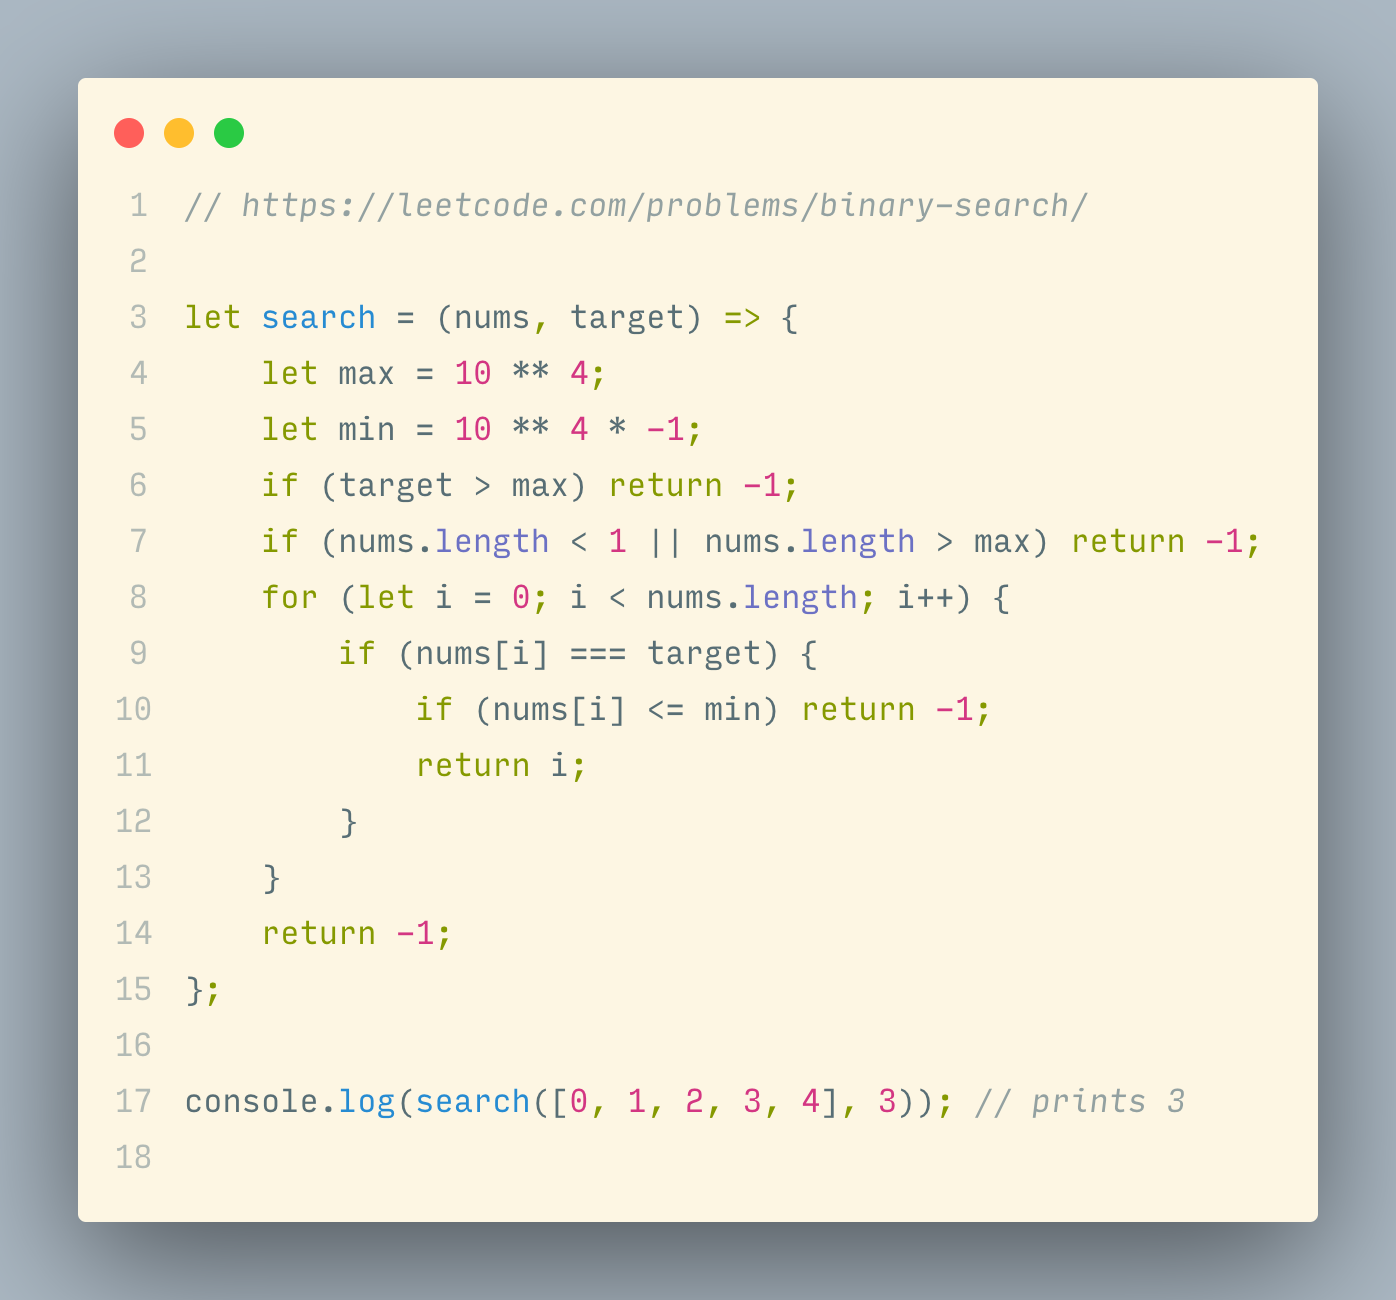 1 // https://leetcode.com/problems/binary-search/
2
3 let search = (nums, target) => {
4     let max = 10 ** 4;
5     let min = 10 ** 4 * -1;
6     if (target > max) return -1;
7     if (nums.length < 1 || nums.length > max) return -1;
8     for (let i = 0; i < nums.length; i++) {
9         if (nums[i] === target) {
10             if (nums[i] <= min) return -1;
11             return i;
12         }
13     }
14     return -1;
15 };
16
17 console.log(search([0, 1, 2, 3, 4], 3)); // prints 3
18